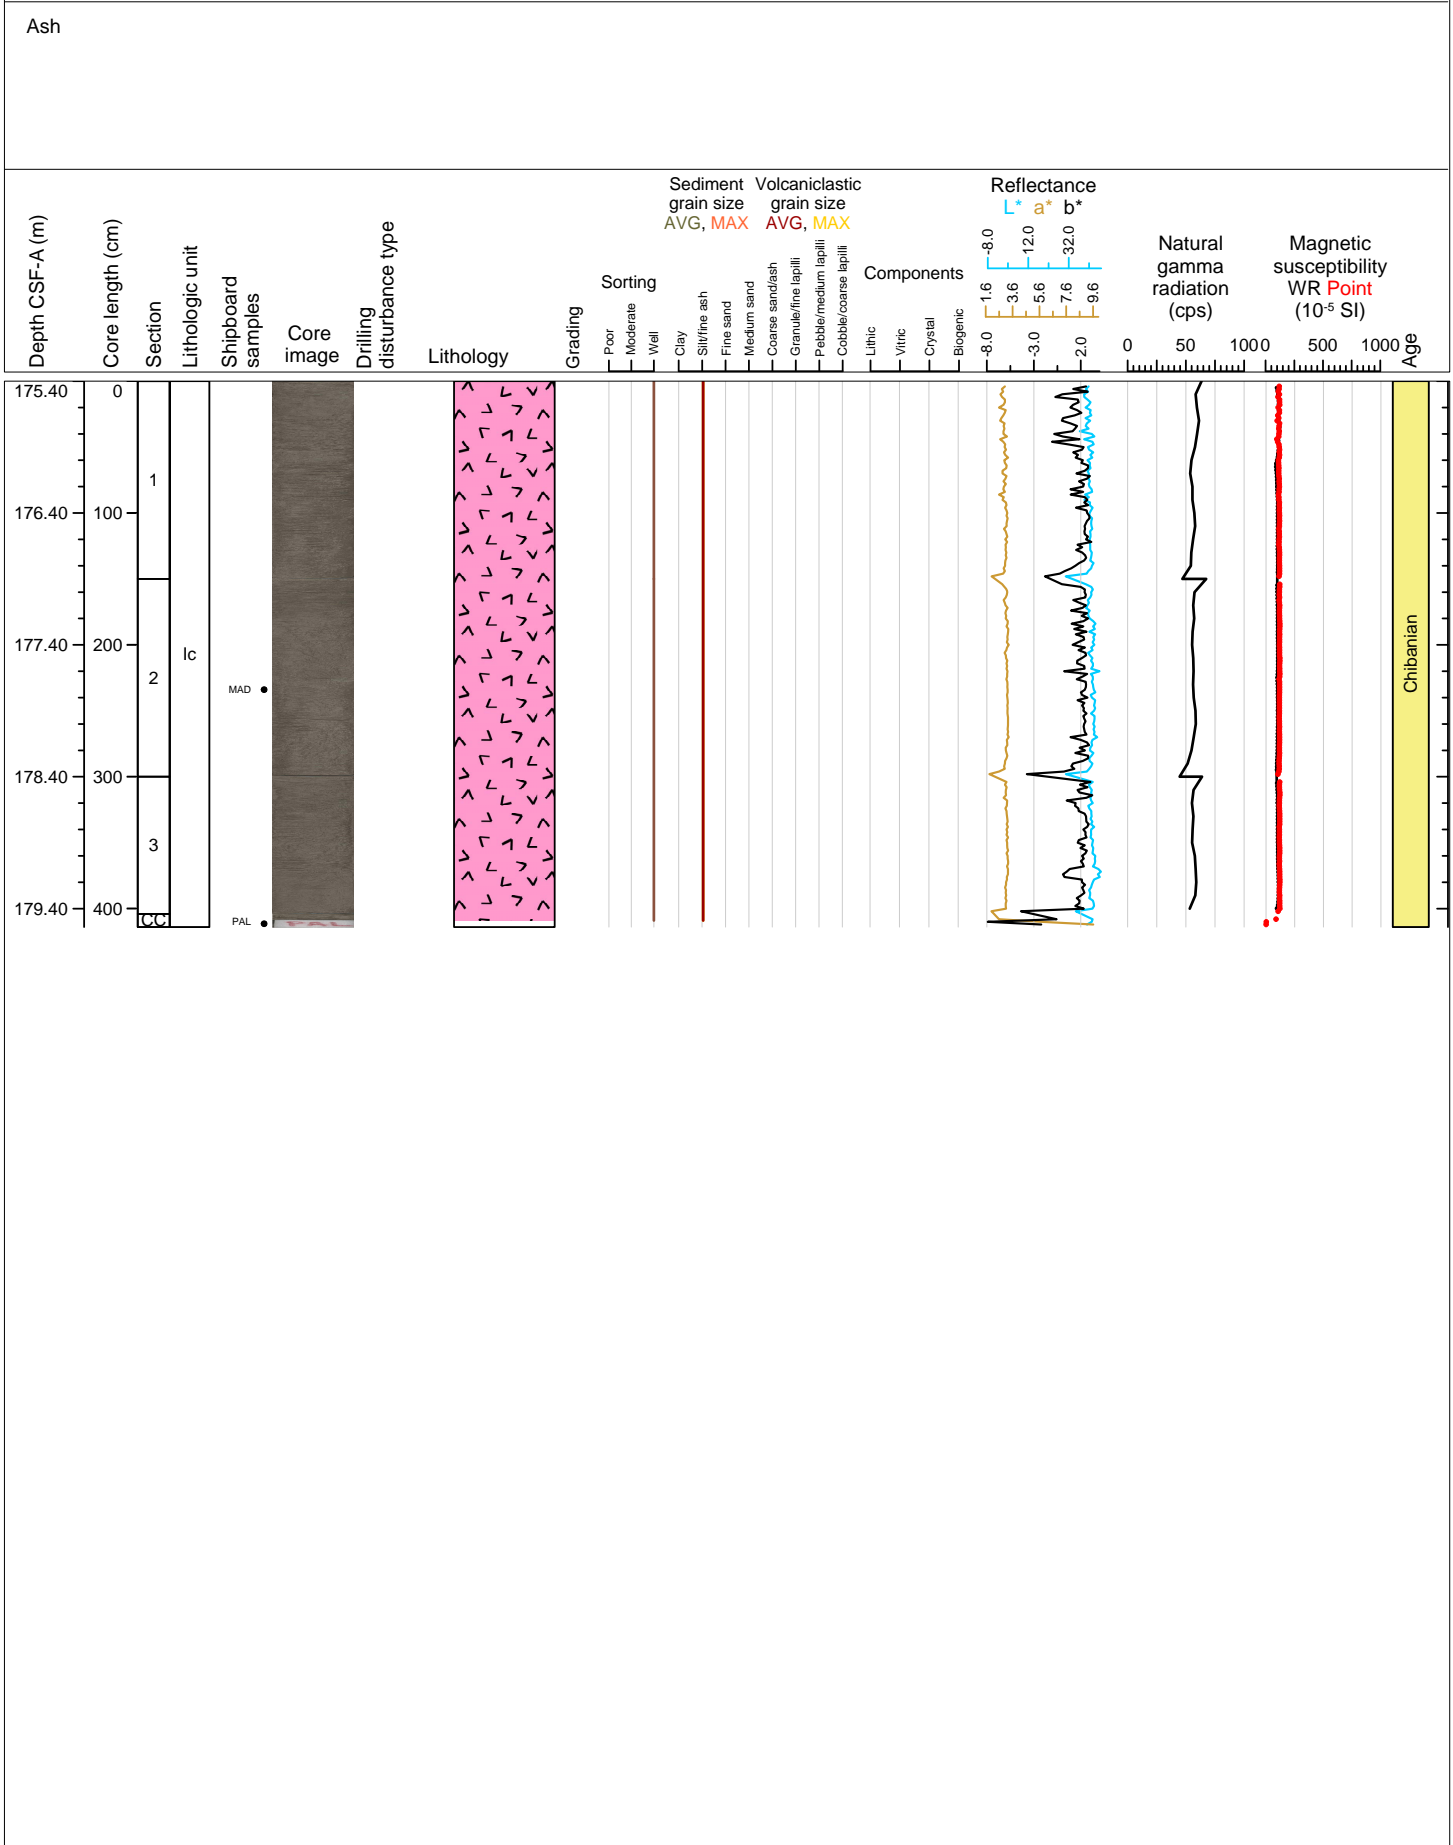 Ash
Sediment grain size
AVG, MAX
Volcaniclastic grain size
AVG, MAX
Reflectance
L* a* b*
Depth CSF-A (m)
Core length (cm)
Section
Lithologic unit
Shipboard samples
Core image
Drilling disturbance type
Lithology
Grading
Sorting
Poor
Moderate
Well
Clay
Silt/fine ash
Fine sand
Medium sand
Coarse sand/ash
Granule/fine lapilli
Pebble/medium lapilli
Cobble/coarse lapilli
Components
Lithic
Vitric
Crystal
Biogenic
-8.0 12.0 32.0
1.6 3.6 5.6 7.6 9.6
-8.0 -3.0 2.0
Natural gamma radiation (cps)
0 50 100
Magnetic susceptibility
WR Point
(10-5 SI)
0 500 1000
Age
175.40 0
1
176.40 100
177.40 200
Ic
2
MAD
Chibanian
178.40 300
3
179.40 400
CC
PAL
PAL